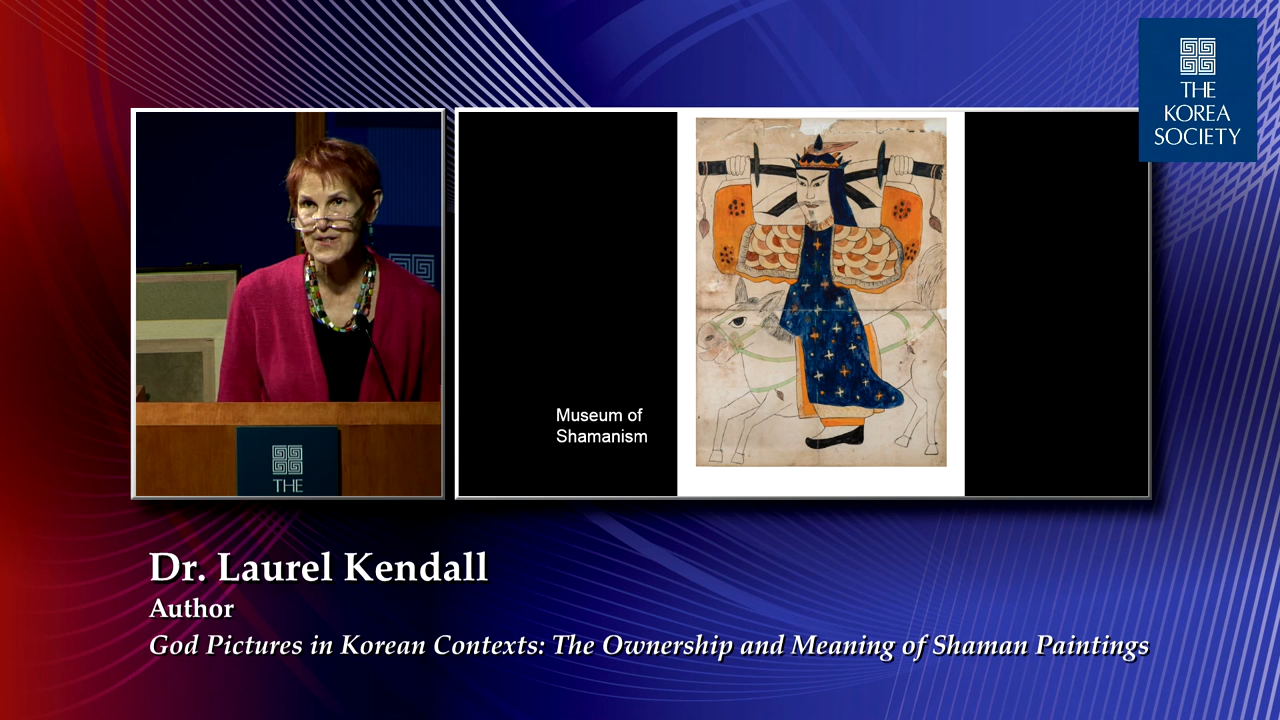 THE
KOREA
SOCIETY
Museum of
Shamanism
THE
Dr. Laurel Kendall
Author
God Pictures in Korean Contexts: The Ownership and Meaning of Shaman Paintings